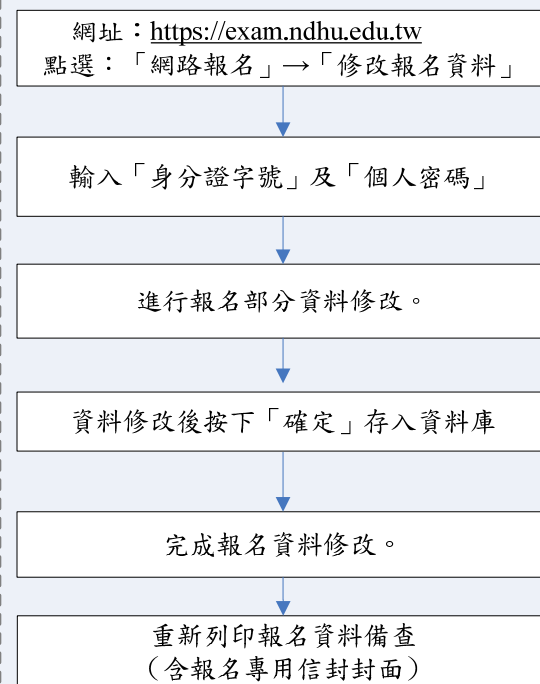 網址：https://exam.ndhu.edu.tw
點選：「網路報名」→「修改報名資料」
輸入「身分證字號」及「個人密碼」
進行報名部分資料修改。
資料修改後按下「確定」存入資料庫
完成報名資料修改。
重新列印報名資料備查
（含報名專用信封封面）